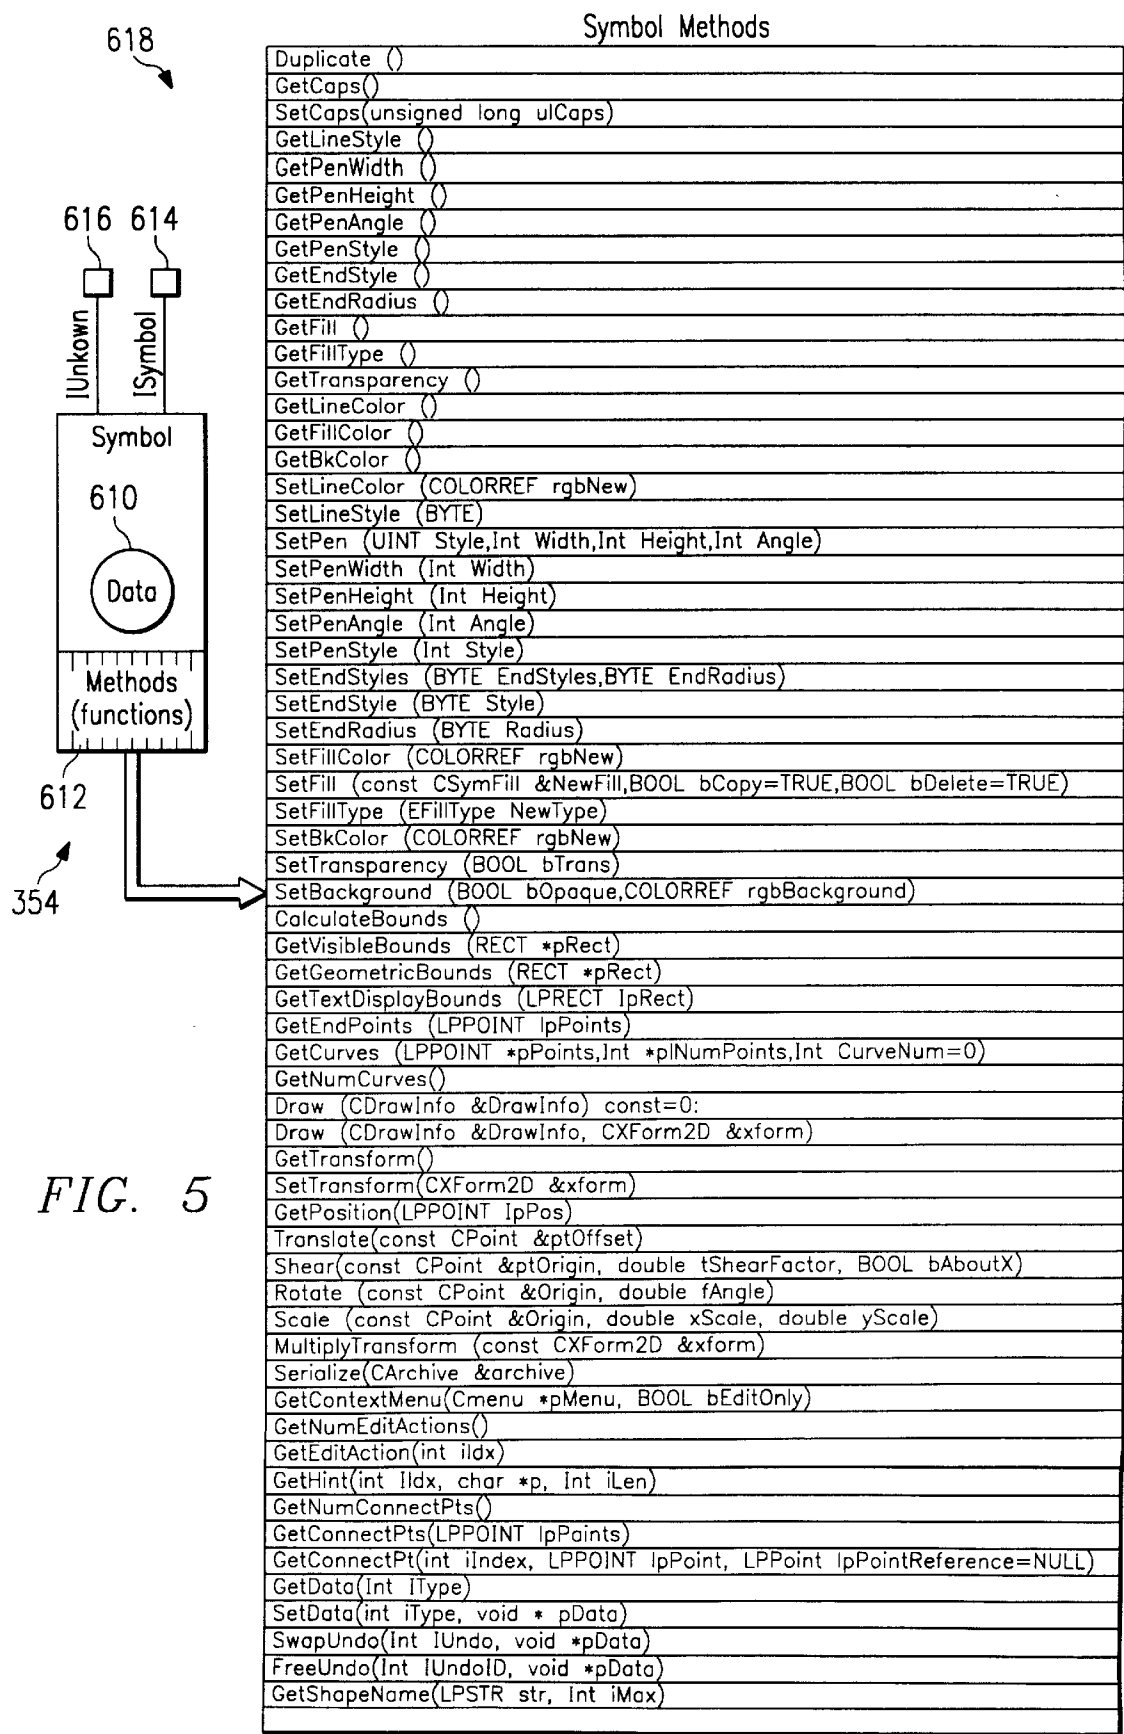 Symbol Methods
618
Duplicate ()
GetCaps()
SetCaps(unsigned long ulCaps)
GetLineStyle ()
GetPenWidth ()
GetPenHeight ()
GetPenAngle ()
GetPenStyle ()
GetEndStyle ()
GetEndRadius ()
GetFill ()
GetFillType ()
GetTransparency ()
GetLineColor ()
GetFillColor ()
GetBkColor ()
SetLineColor (COLORREF rgbNew)
SetLineStyle (BYTE)
SetPen (UINT Style,Int Width,Int Height,Int Angle)
SetPenWidth (Int Width)
SetPenHeight (Int Height)
SetPenAngle (Int Angle)
SetPenStyle (Int Style)
SetEndStyles (BYTE EndStyles,BYTE EndRadius)
SetEndStyle (BYTE Style)
SetEndRadius (BYTE Radius)
SetFillColor (COLORREF rgbNew)
SetFill (const CSymFill &NewFill,BOOL bCopy=TRUE,BOOL bDelete=TRUE)
SetFillType (EFillType NewType)
SetBkColor (COLORREF rgbNew)
SetTransparency (BOOL bTrans)
SetBackground (BOOL bOpaque,COLORREF rgbBackground)
CalculateBounds ()
GetVisibleBounds (RECT *pRect)
GetGeometricBounds (RECT *pRect)
GetTextDisplayBounds (LPRECT IpRect)
GetEndPoints (LPPOINT IpPoints)
GetCurves (LPPOINT *pPoints,Int *pINumPoints,Int CurveNum=0)
GetNumCurves()
Draw (CDrawInfo &DrawInfo) const=0:
Draw (CDrawInfo &DrawInfo, CXForm2D &xform)
GetTransform()
SetTransform(CXForm2D &xform)
GetPosition(LPPOINT IpPos)
Translate(const CPoint &ptOffset)
Shear(const CPoint &ptOrigin, double tShearFactor, BOOL bAboutX)
Rotate (const CPoint &Origin, double fAngle)
Scale (const CPoint &Origin, double xScale, double yScale)
MultiplyTransform (const CXForm2D &xform)
Serialize(CArchive &archive)
GetContextMenu(Cmenu *pMenu, BOOL bEditOnly)
GetNumEditActions()
GetEditAction(int iIdx)
GetHint(int IIdx, char *p, Int iLen)
GetNumConnectPts()
GetConnectPts(LPPOINT IpPoints)
GetConnectPt(int iIndex, LPPOINT IpPoint, LPPoint IpPointReference=NULL)
GetData(Int IType)
SetData(int iType, void * pData)
SwapUndo(Int IUndo, void *pData)
FreeUndo(Int IUndoID, void *pData)
GetShapeName(LPSTR str, Int iMax)
616 614
IUnkown
ISymbol
Symbol
610
Data
Methods
(functions)
612
354
FIG. 5